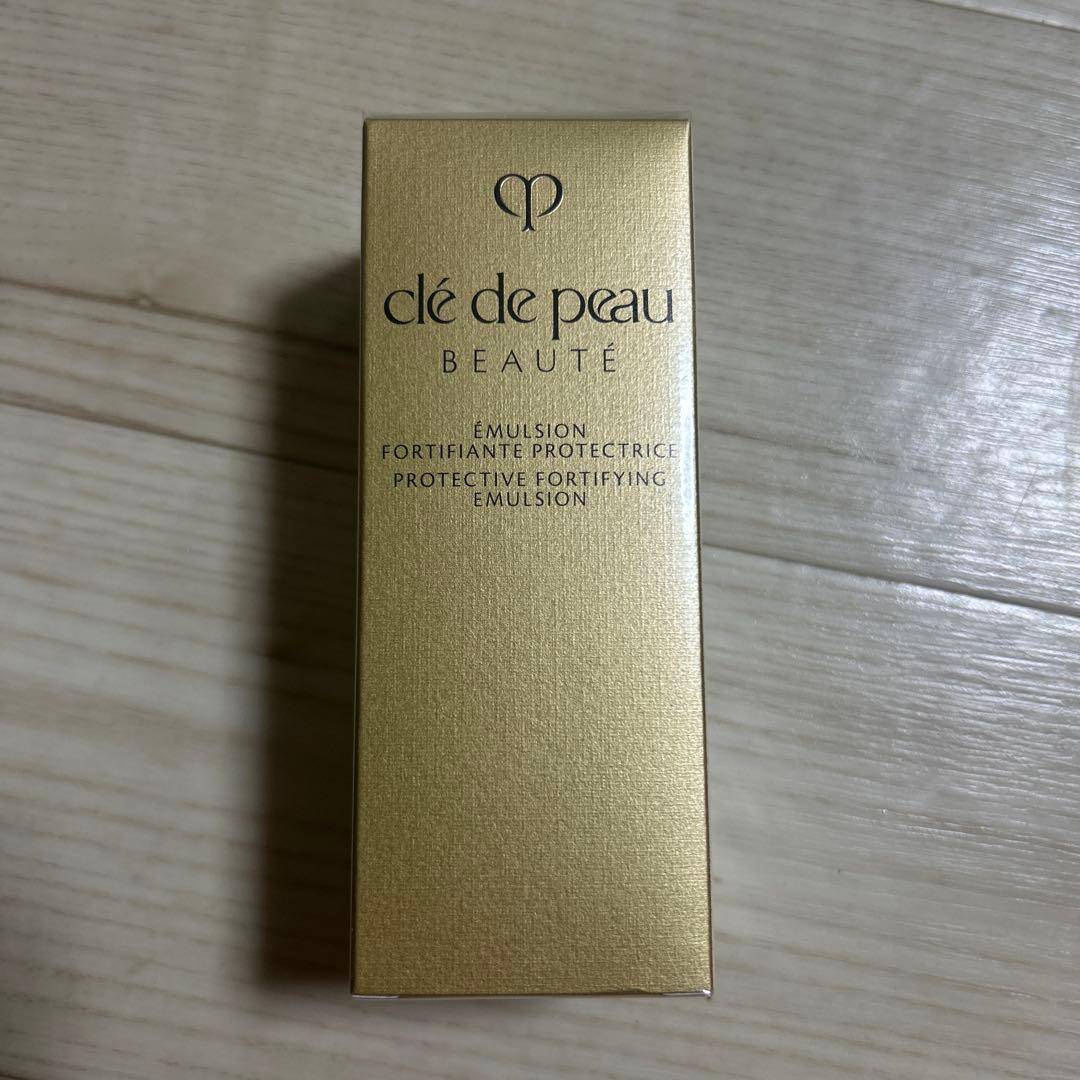 clé de peau
BEAUTÉ
ÉMULSION
FORTIFIANTE PROTECTRICE
PROTECTIVE FORTIFYING
EMULSION